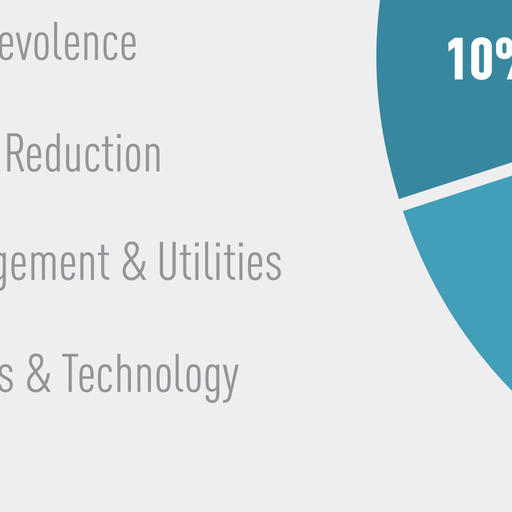 evolence
10%
Reduction
gement & Utilities
s & Technology